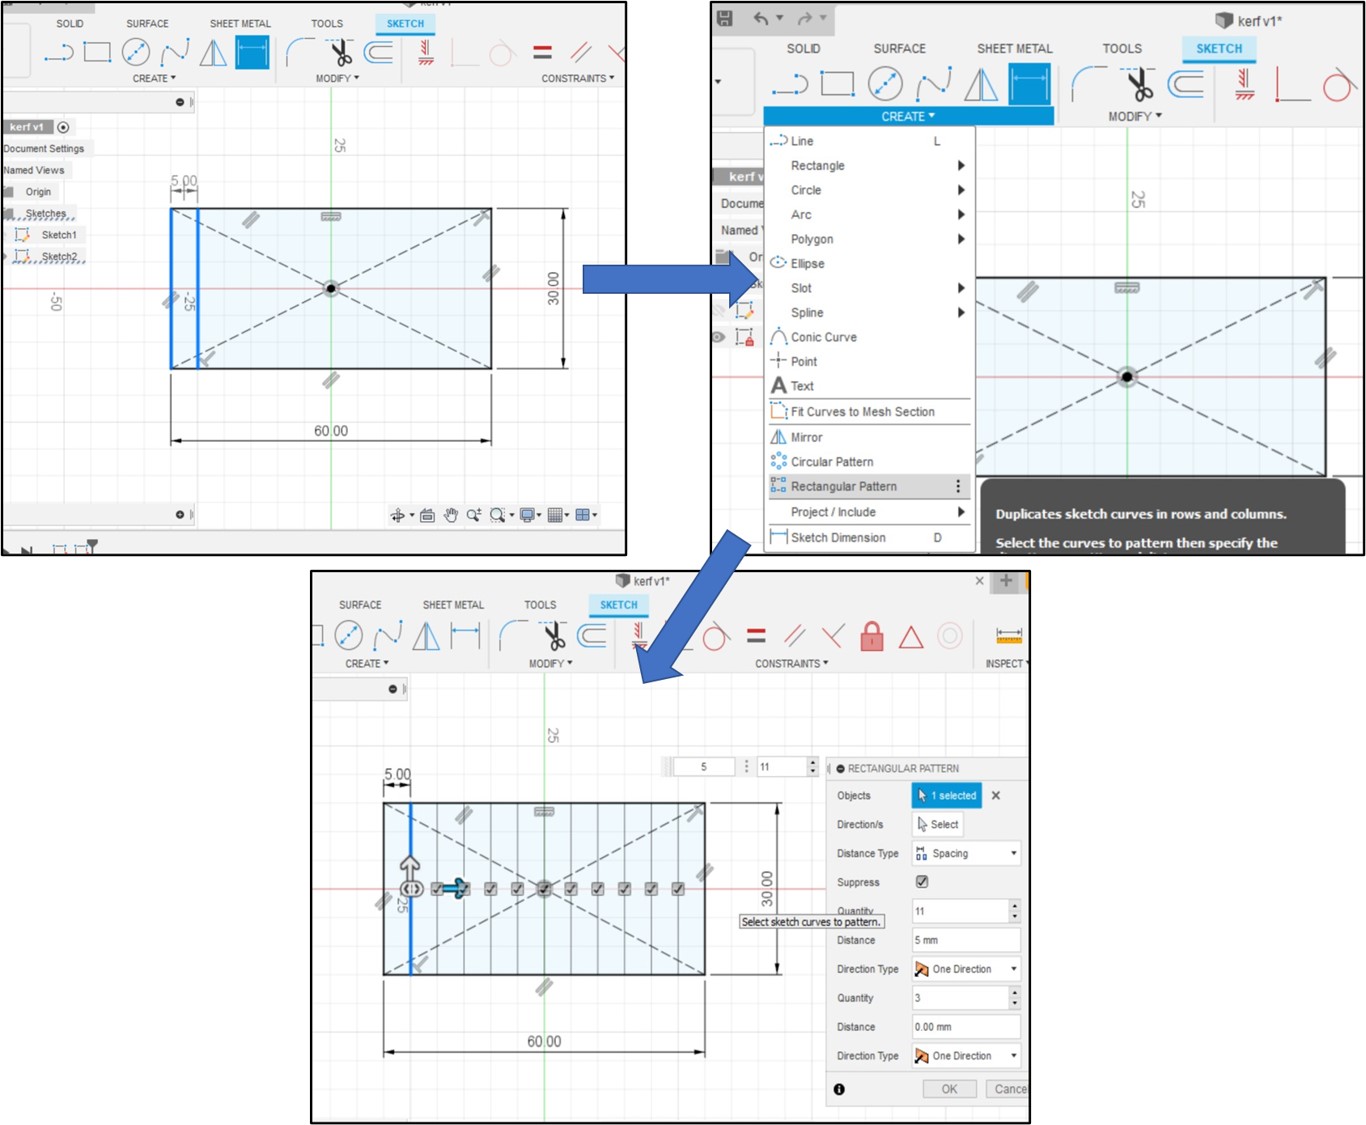 kerf v1*
SOLID SURFACE SHEET METAL TOOLS SKETCH
CREATE MODIFY CONSTRAINTS
kerf v1
Document Settings
Named Views
Origin
Sketches
Sketch1
Sketch2
25
5.00
-50
-25
30.00
60.00
kerf v1*
SOLID SURFACE SHEET METAL TOOLS SKETCH
CREATE MODIFY
kerf v
Docume
Named V
Or
Sk
Line L
Rectangle
Circle
Arc
Polygon
Ellipse
Slot
Spline
Conic Curve
Point
A Text
Fit Curves to Mesh Section
Mirror
Circular Pattern
Rectangular Pattern
Project / Include
Sketch Dimension D
25
Duplicates sketch curves in rows and columns.
Select the curves to pattern then specify the
kerf v1*
SURFACE SHEET METAL TOOLS SKETCH
CREATE MODIFY CONSTRAINTS INSPECT
25
5 11
5.00
25
30.00
60.00
Select sketch curves to pattern.
RECTANGULAR PATTERN
Objects 1 selected
Direction/s Select
Distance Type Spacing
Suppress
Quantity 11
Distance 5 mm
Direction Type One Direction
Quantity 3
Distance 0.00 mm
Direction Type One Direction
OK Cance